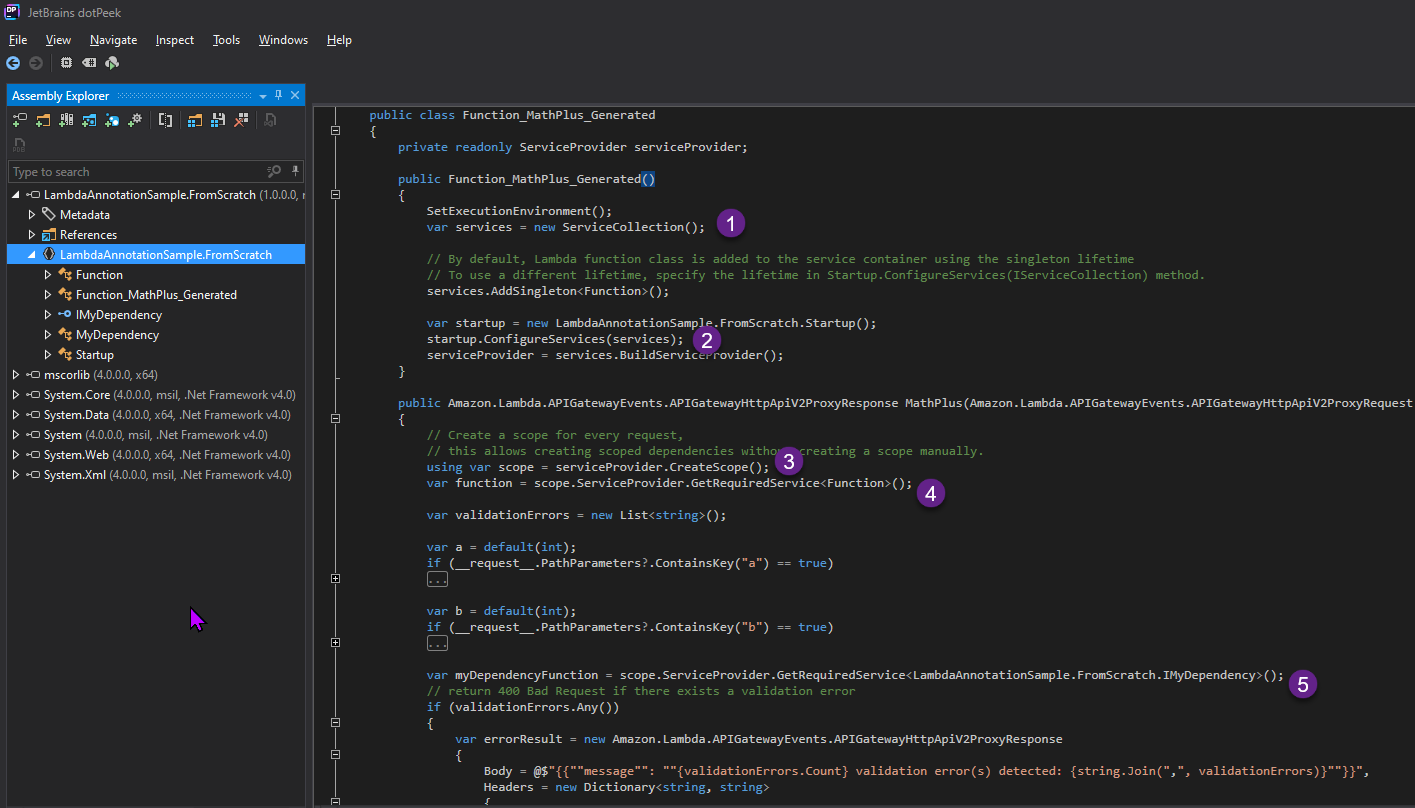 DP JetBrains dotPeek
File View Navigate Inspect Tools Windows Help
Assembly Explorer
Type to search
LambdaAnnotationSample.FromScratch (1.0.0.0,
Metadata
References
LambdaAnnotationSample.FromScratch
Function
Function_MathPlus_Generated
IMyDependency
MyDependency
Startup
mscorlib (4.0.0.0, x64)
System.Core (4.0.0.0, msil, .Net Framework v4.0)
System.Data (4.0.0.0, x64, .Net Framework v4.0)
System (4.0.0.0, msil, .Net Framework v4.0)
System.Web (4.0.0.0, x64, .Net Framework v4.0)
System.Xml (4.0.0.0, msil, .Net Framework v4.0)
public class Function_MathPlus_Generated
{
private readonly ServiceProvider serviceProvider;
public Function_MathPlus_Generated()
{
SetExecutionEnvironment();
var services = new ServiceCollection(); 1
// By default, Lambda function class is added to the service container using the singleton lifetime
// To use a different lifetime, specify the lifetime in Startup.ConfigureServices(IServiceCollection) method.
services.AddSingleton<Function>();
var startup = new LambdaAnnotationSample.FromScratch.Startup();
startup.ConfigureServices(services); 2
serviceProvider = services.BuildServiceProvider();
}
public Amazon.Lambda.APIGatewayEvents.APIGatewayHttpApiV2ProxyResponse MathPlus(Amazon.Lambda.APIGatewayEvents.APIGatewayHttpApiV2ProxyRequest
{
// Create a scope for every request,
// this allows creating scoped dependencies without creating a scope manually.
using var scope = serviceProvider.CreateScope(); 3
var function = scope.ServiceProvider.GetRequiredService<Function>(); 4
var validationErrors = new List<string>();
var a = default(int);
if (__request__.PathParameters?.ContainsKey("a") == true)
...
var b = default(int);
if (__request__.PathParameters?.ContainsKey("b") == true)
...
var myDependencyFunction = scope.ServiceProvider.GetRequiredService<LambdaAnnotationSample.FromScratch.IMyDependency>(); 5
// return 400 Bad Request if there exists a validation error
if (validationErrors.Any())
{
var errorResult = new Amazon.Lambda.APIGatewayEvents.APIGatewayHttpApiV2ProxyResponse
{
Body = @$"{{""message"": ""{validationErrors.Count} validation error(s) detected: {string.Join(",", validationErrors)}""}}",
Headers = new Dictionary<string, string>
{